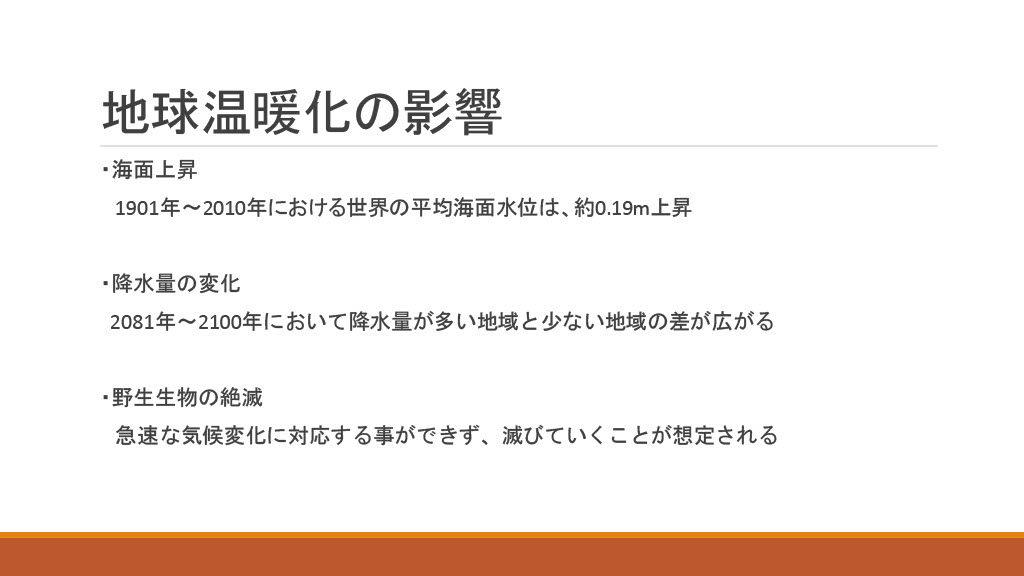 地球温暖化の影響
・海面上昇
1901年～2010年における世界の平均海面水位は、約0.19m上昇
・降水量の変化
2081年～2100年において降水量が多い地域と少ない地域の差が広がる
・野生生物の絶滅
急速な気候変化に対応する事ができず、滅びていくことが想定される